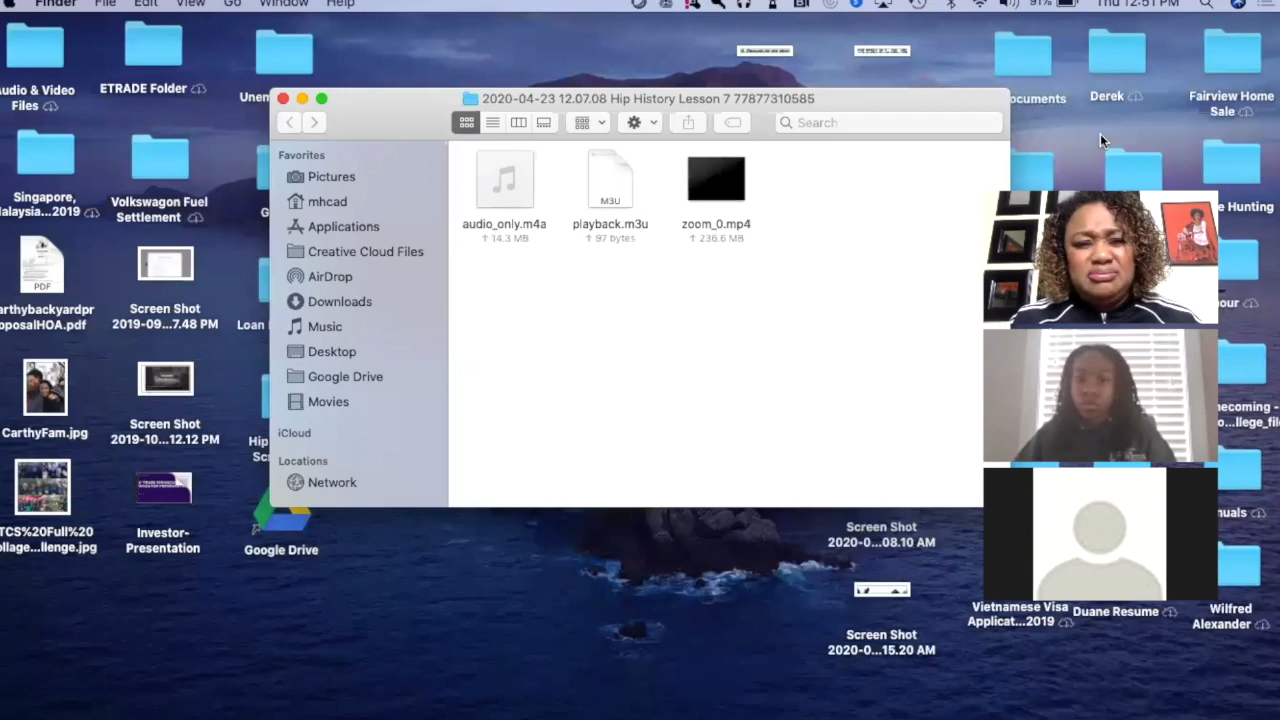 Finder File Edit View Go Window Help
91% Thu 12:51 PM
2020-04-23 12.07.08 Hip History Lesson 7 77877310585
Search
Favorites
Pictures
mhcad
Applications
Creative Cloud Files
AirDrop
Downloads
Music
Desktop
Google Drive
Movies
iCloud
Locations
Network
audio_only.m4a
↑ 14.3 MB
M3U
playback.m3u
↑ 97 bytes
zoom_0.mp4
↑ 236.6 MB
udio & Video
Files
ETRADE Folder
Unem
Singapore,
alaysia...2019
Volkswagon Fuel
Settlement
G
PDF
arthybackyardpr
oposalHOA.pdf
Screen Shot
2019-09...7.48 PM
Loan
CarthyFam.jpg
Screen Shot
2019-10...12.12 PM
Hip
Sc
TCS%20Full%20
ollage...llenge.jpg
Investor-
Presentation
Google Drive
ocuments
Derek
Fairview Home
Sale
e Hunting
our
ecoming -
o...llege_fil
nuals
Screen Shot
2020-0...08.10 AM
Screen Shot
2020-0...15.20 AM
Vietnamese Visa
Applicat...2019
Duane Resume
Wilfred
Alexander